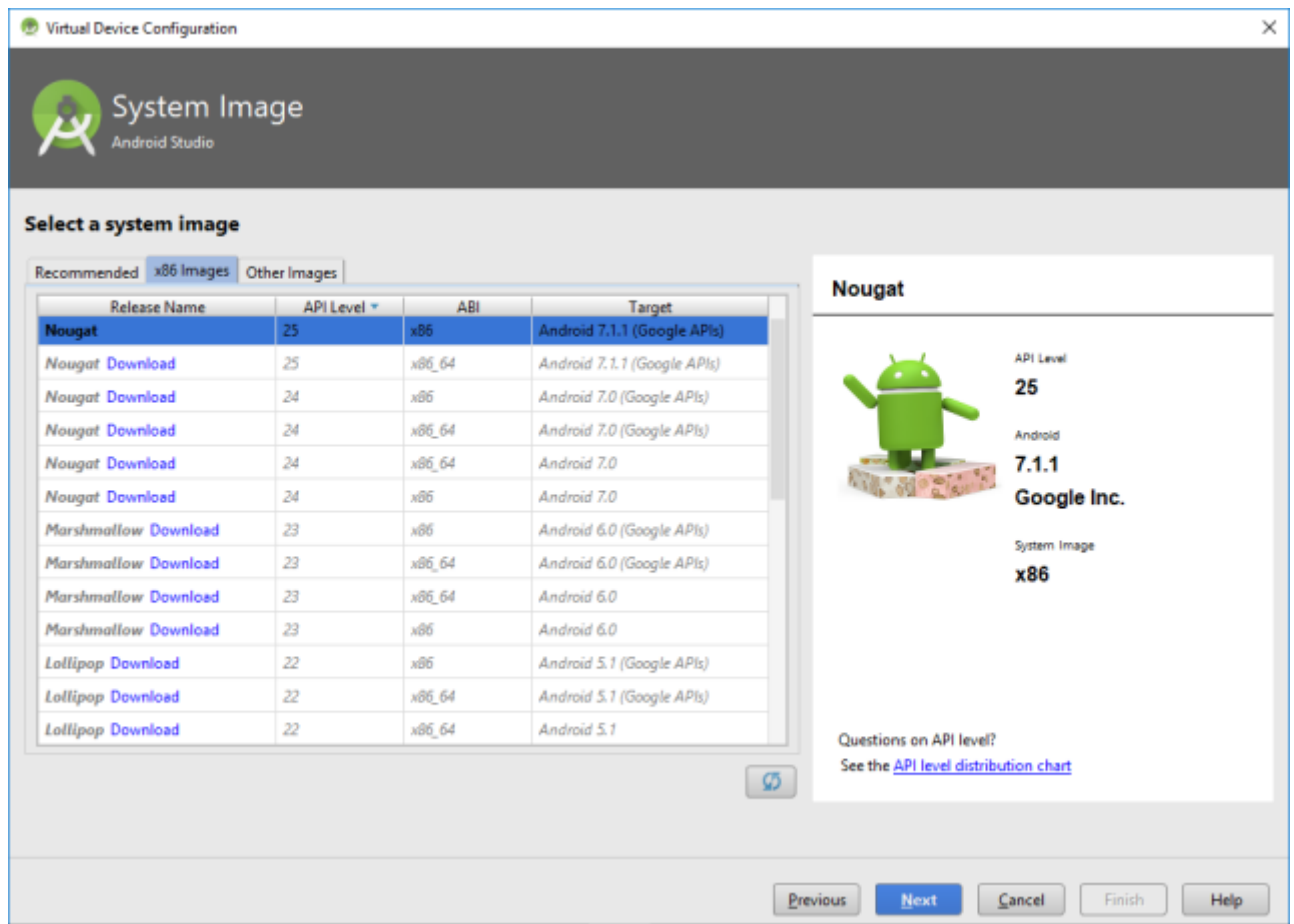 Virtual Device Configuration
System Image
Android Studio
Select a system image
Recommended x86 Images Other Images
Release Name API Level ABI Target
Nougat 25 x86 Android 7.1.1 (Google APIs)
Nougat Download 25 x86_64 Android 7.1.1 (Google APIs)
Nougat Download 24 x86 Android 7.0 (Google APIs)
Nougat Download 24 x86_64 Android 7.0 (Google APIs)
Nougat Download 24 x86_64 Android 7.0
Nougat Download 24 x86 Android 7.0
Marshmallow Download 23 x86 Android 6.0 (Google APIs)
Marshmallow Download 23 x86_64 Android 6.0 (Google APIs)
Marshmallow Download 23 x86_64 Android 6.0
Marshmallow Download 23 x86 Android 6.0
Lollipop Download 22 x86 Android 5.1 (Google APIs)
Lollipop Download 22 x86_64 Android 5.1 (Google APIs)
Lollipop Download 22 x86_64 Android 5.1
Nougat
API Level
25
Android
7.1.1
Google Inc.
System Image
x86
Questions on API level?
See the API level distribution chart
Previous Next Cancel Finish Help